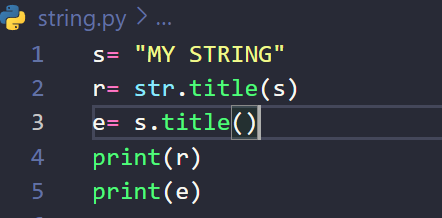 string.py > ...
1 s= "MY STRING"
2 r= str.title(s)
3 e= s.title()
4 print(r)
5 print(e)